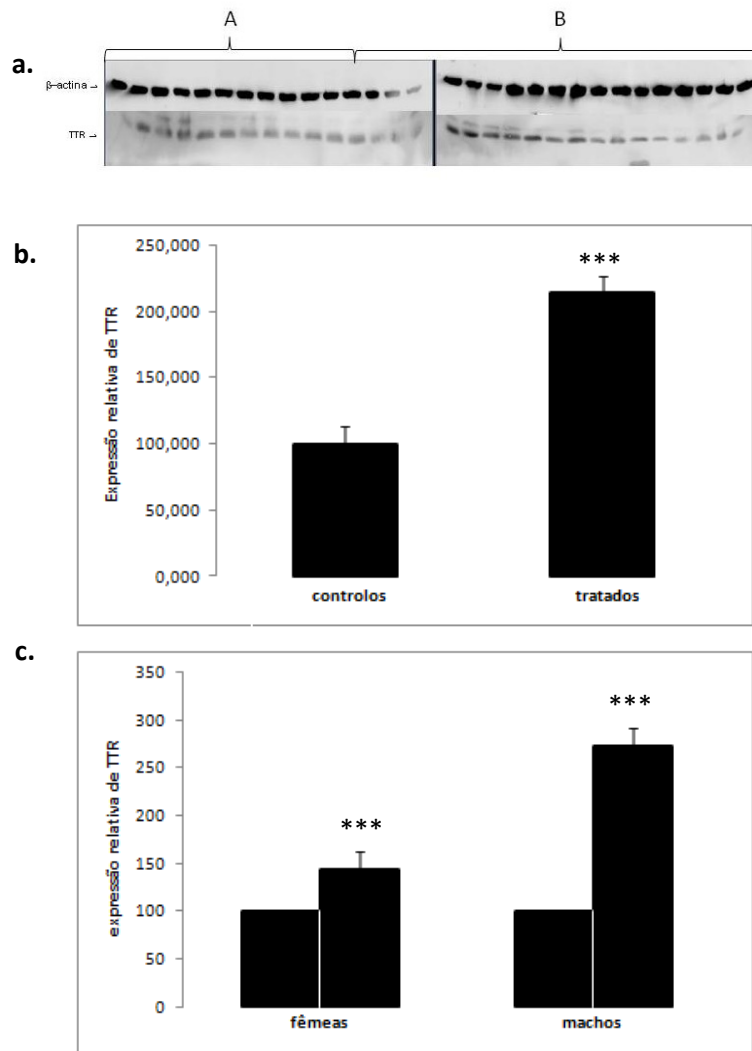 A
B
a.
β-actina →
TTR →
b.
Expressão relativa de TTR
250,000
200,000
150,000
100,000
50,000
0,000
***
controlos
tratados
c.
expressão relativa de TTR
350
300
250
200
150
100
50
0
***
***
fêmeas
machos